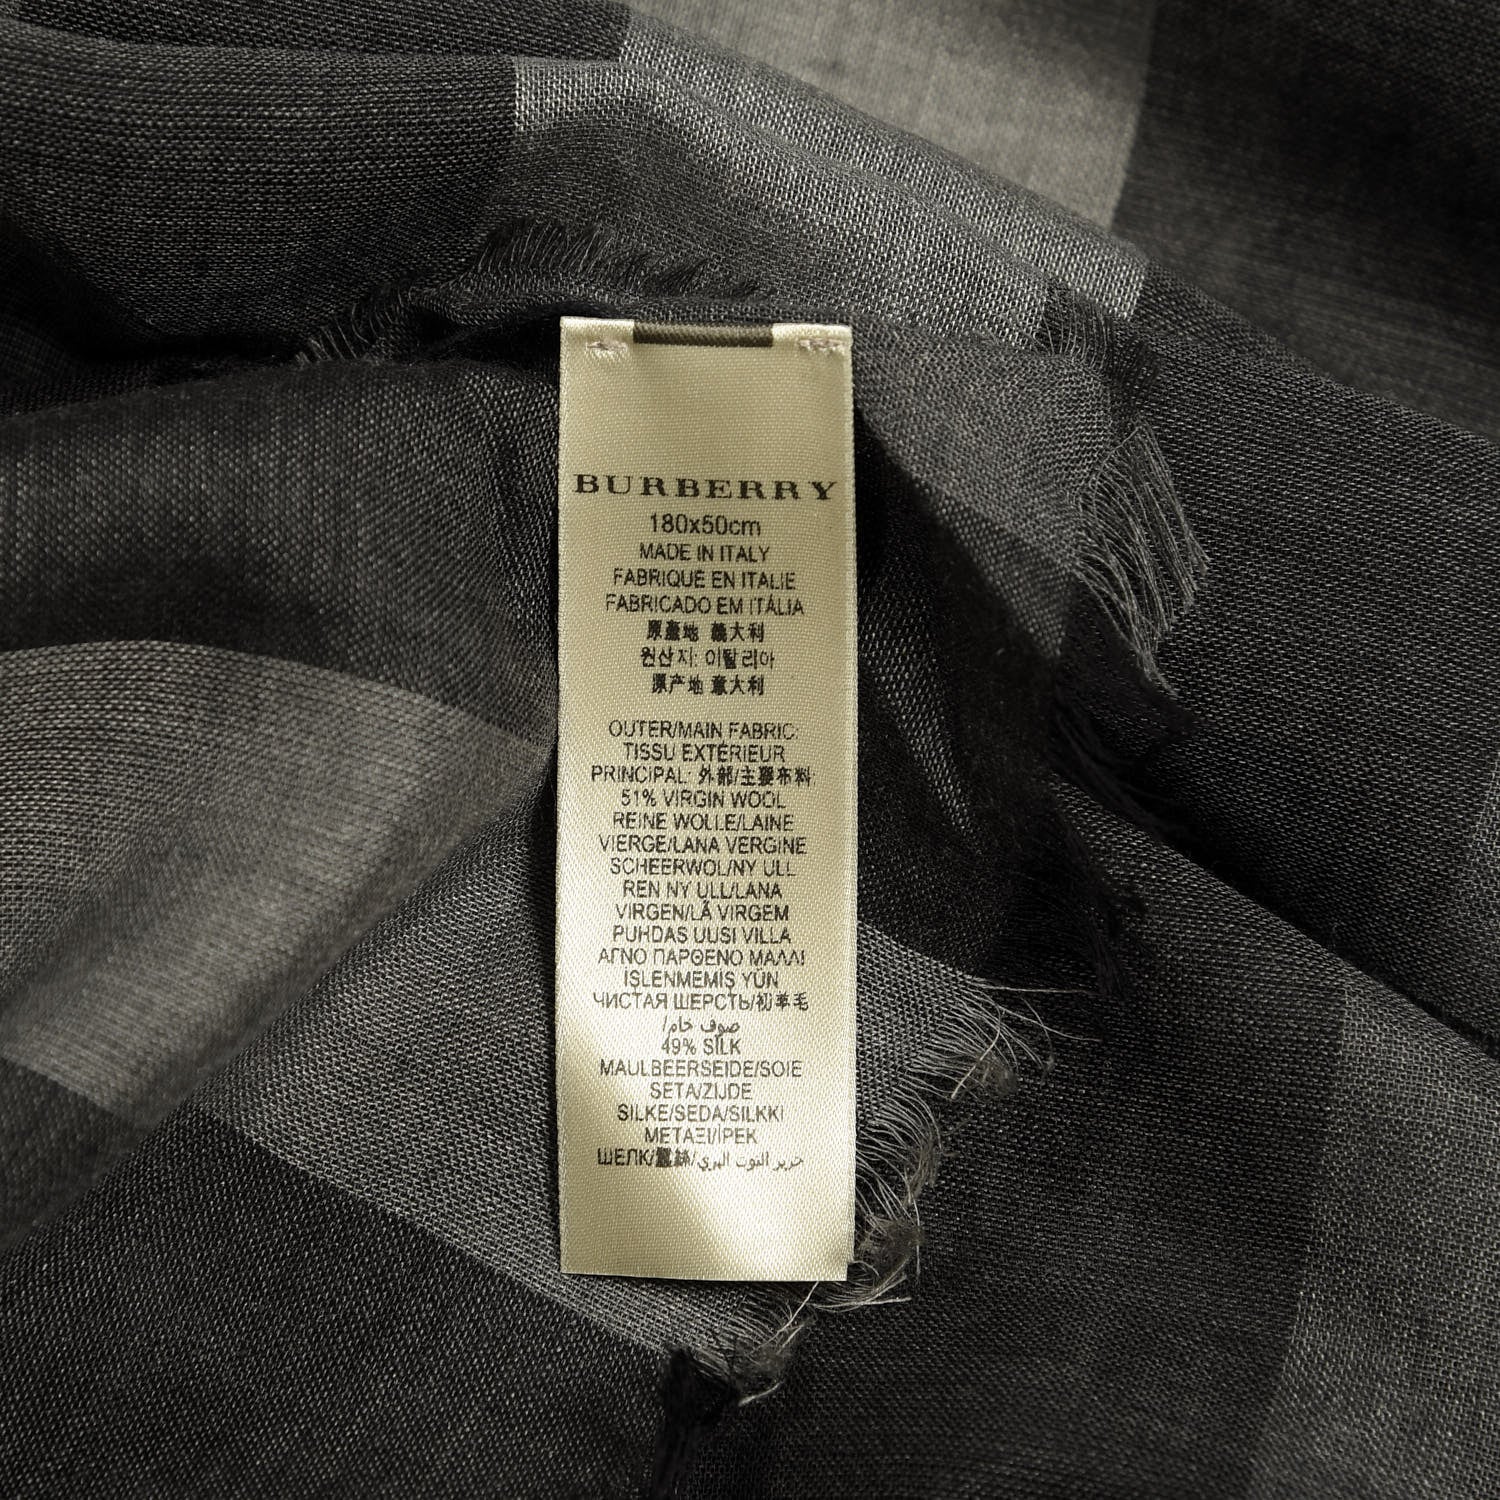 BURBERRY
180x50cm
MADE IN ITALY
FABRIQUE EN ITALIE
FABRICADO EM ITÁLIA
原產地 義大利
원산지: 이탈리아
原产地 意大利
OUTER/MAIN FABRIC:
TISSU EXTÉRIEUR
PRINCIPAL: 外部/主要布料:
51% VIRGIN WOOL
REINE WOLLE/LAINE
VIERGE/LANA VERGINE
SCHEERWOL/NY ULL
REN NY ULL/LANA
VIRGEN/LÃ VIRGEM
PUHDAS UUSI VILLA
ΑΓΝΟ ΠΑΡΘΕΝΟ ΜΑΛΛΙ
İŞLENMEMİŞ YÜN
ЧИСТАЯ ШЕРСТЬ/初羊毛
صوف خام/
49% SILK
MAULBEERSEIDE/SOIE
SETA/ZIJDE
SILKE/SEDA/SILKKI
ΜΕΤΑΞΙ/İPEK
ШЕЛК/蠶絲/حرير التوت البري